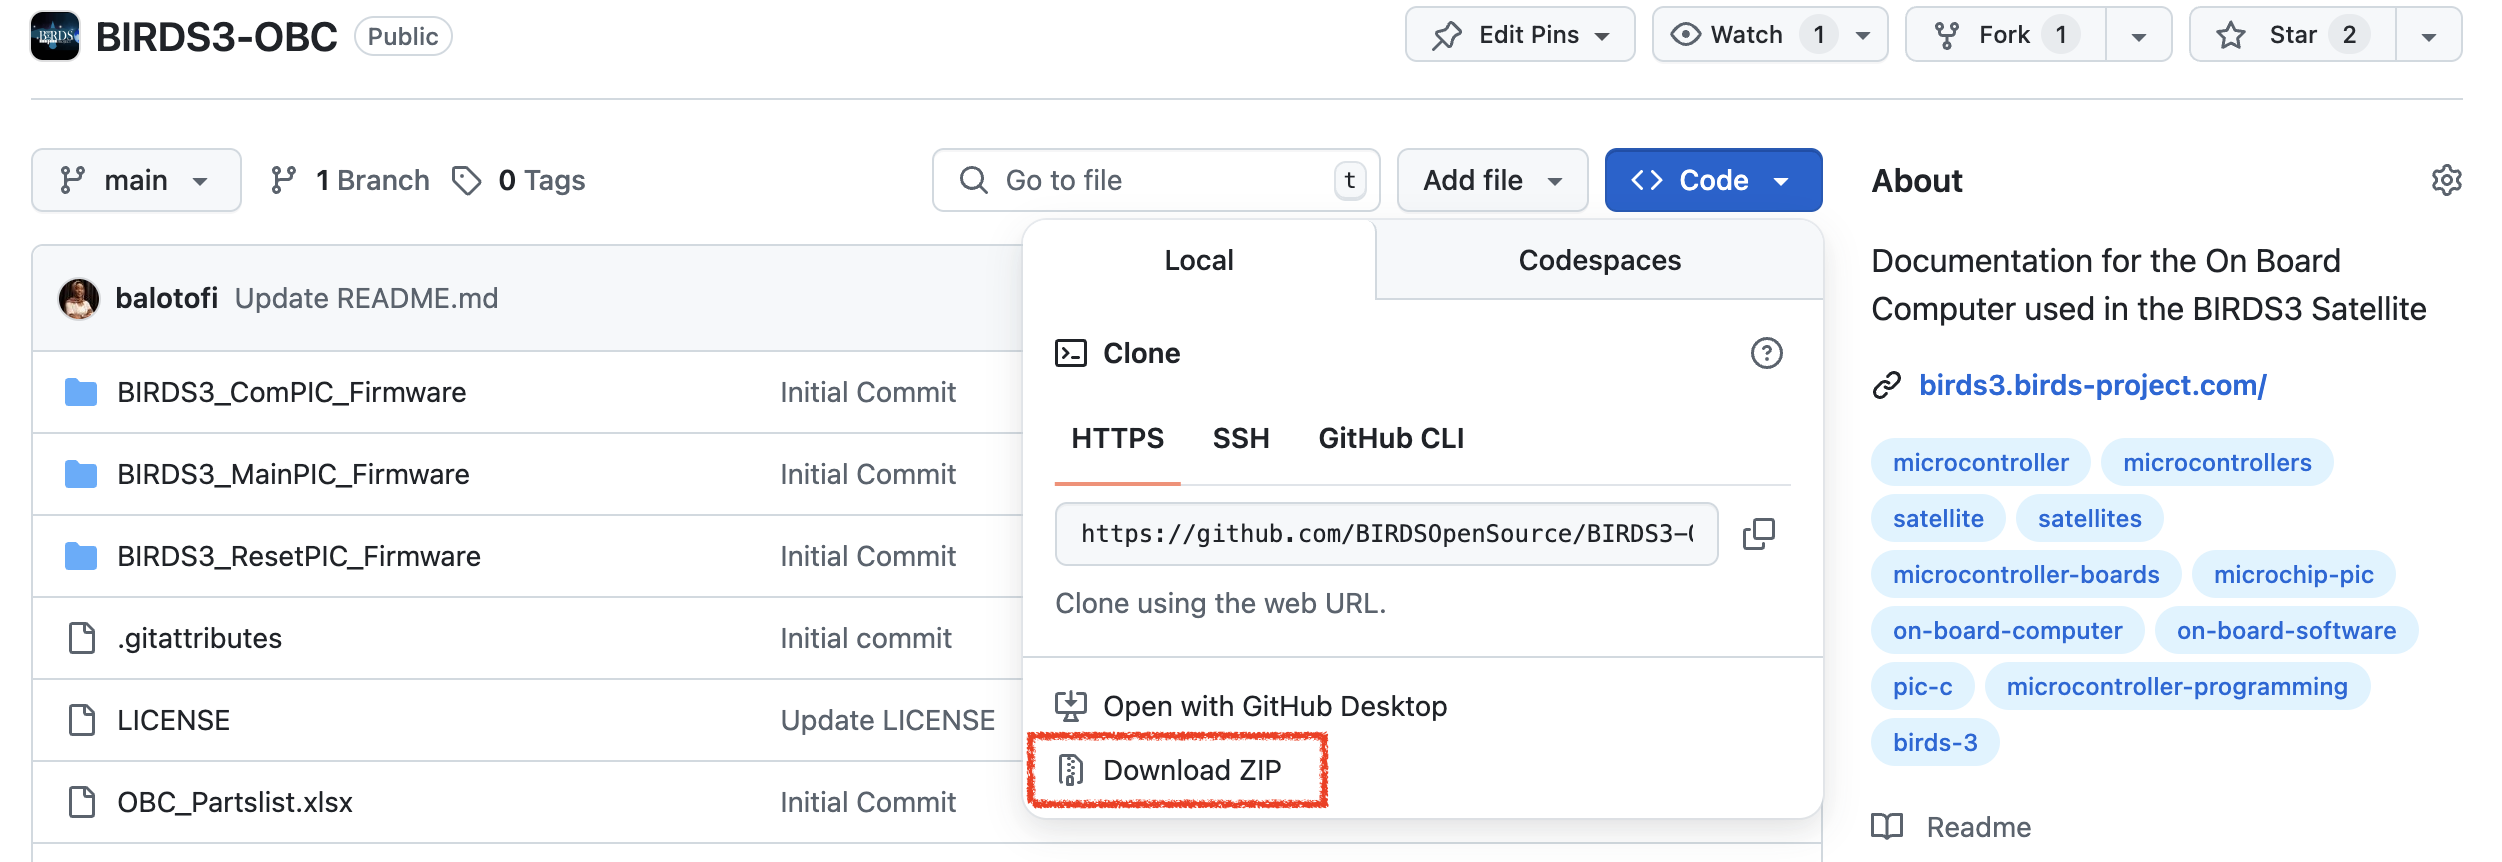 BIRDS3-OBC Public
Edit Pins Watch 1 Fork 1 Star 2
main 1 Branch 0 Tags Go to file t Add file Code
balotofi Update README.md
BIRDS3_ComPIC_Firmware Initial Commit
BIRDS3_MainPIC_Firmware Initial Commit
BIRDS3_ResetPIC_Firmware Initial Commit
.gitattributes Initial commit
LICENSE Update LICENSE
OBC_Partslist.xlsx Initial Commit
Local Codespaces
Clone
HTTPS SSH GitHub CLI
https://github.com/BIRDSOpenSource/BIRDS3-
Clone using the web URL.
Open with GitHub Desktop
Download ZIP
About
Documentation for the On Board
Computer used in the BIRDS3 Satellite
birds3.birds-project.com/
microcontroller microcontrollers
satellite satellites
microcontroller-boards microchip-pic
on-board-computer on-board-software
pic-c microcontroller-programming
birds-3
Readme